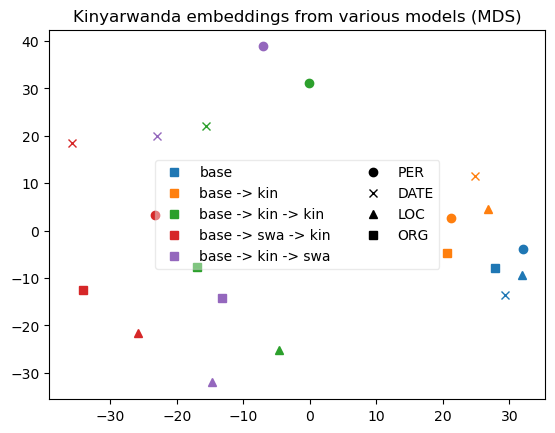 Kinyarwanda embeddings from various models (MDS)
40
30
20
10
0
−10
−20
−30
base
base -> kin
base -> kin -> kin
base -> swa -> kin
base -> kin -> swa
PER
DATE
LOC
ORG
−30 −20 −10 0 10 20 30